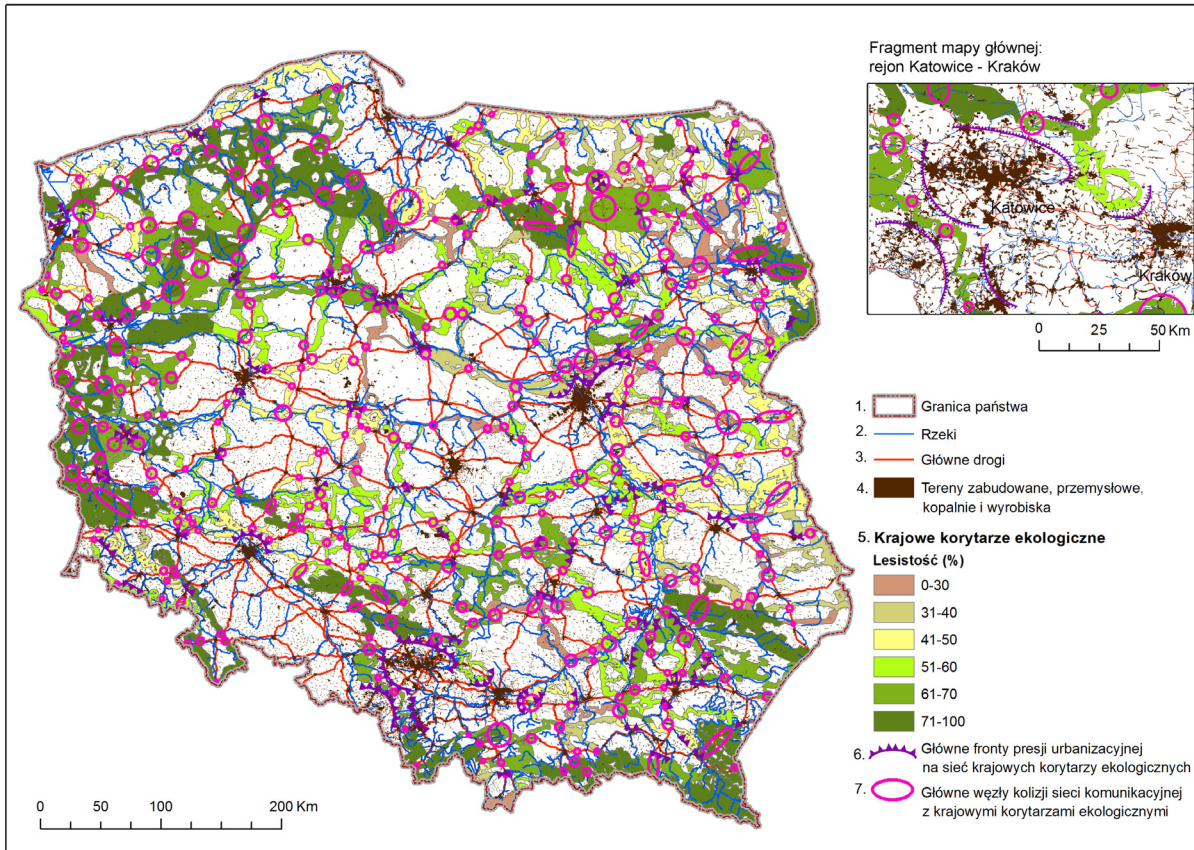 Fragment mapy głównej:
rejon Katowice - Kraków
Katowice
Kraków
0 25 50 Km
1. Granica państwa
2. Rzeki
3. Główne drogi
4. Tereny zabudowane, przemysłowe,
kopalnie i wyrobiska
5. Krajowe korytarze ekologiczne
Lesistość (%)
0-30
31-40
41-50
51-60
61-70
71-100
6. Główne fronty presji urbanizacyjnej
na sieć krajowych korytarzy ekologicznych
7. Główne węzły kolizji sieci komunikacyjnej
z krajowymi korytarzami ekologicznymi
0 50 100 200 Km